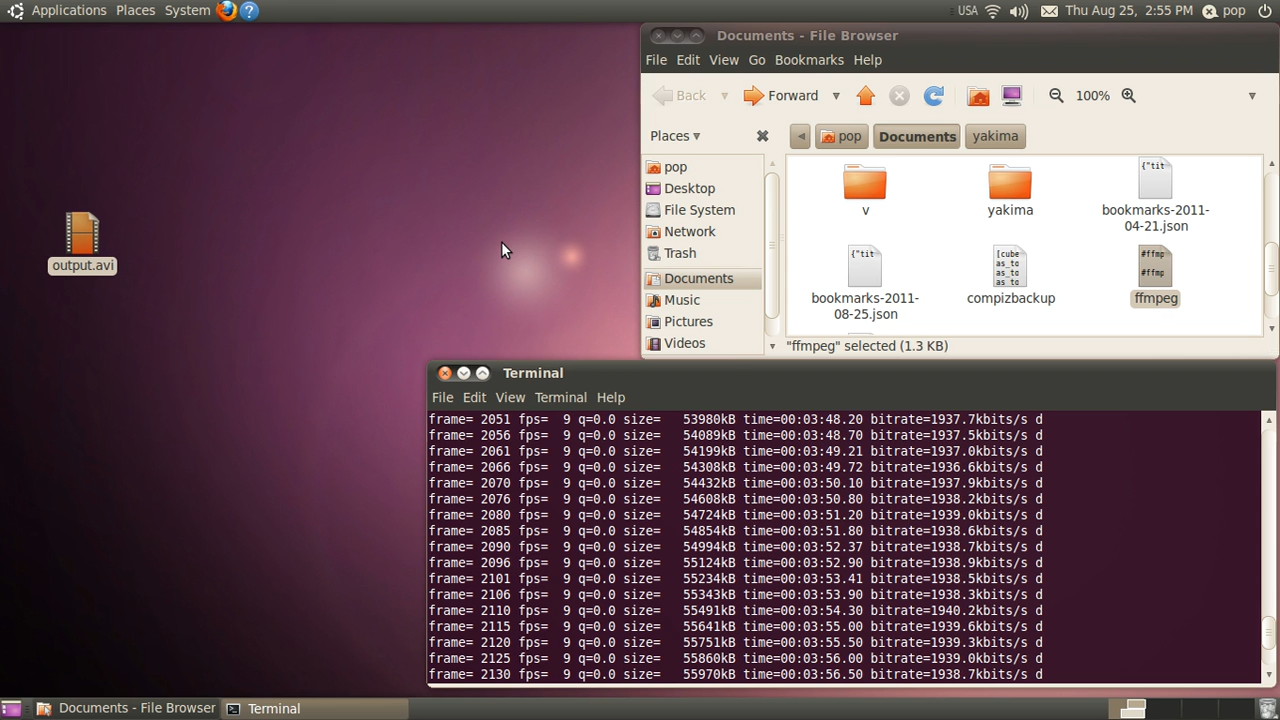 Applications Places System USA Thu Aug 25, 2:55 PM pop
output.avi
Documents - File Browser
File Edit View Go Bookmarks Help
Back Forward 100%
Places pop Documents yakima
pop
Desktop
File System
Network
Trash
Documents
Music
Pictures
Videos
{"tit
v yakima bookmarks-2011-
04-21.json
{"tit
[cube
as_to
as_to
as_to
#ffmp
#ffmp
bookmarks-2011-
08-25.json
compizbackup ffmpeg
"ffmpeg" selected (1.3 KB)
Terminal
File Edit View Terminal Help
frame= 2051 fps=  9 q=0.0 size=   53980kB time=00:03:48.20 bitrate=1937.7kbits/s d
frame= 2056 fps=  9 q=0.0 size=   54089kB time=00:03:48.70 bitrate=1937.5kbits/s d
frame= 2061 fps=  9 q=0.0 size=   54199kB time=00:03:49.21 bitrate=1937.0kbits/s d
frame= 2066 fps=  9 q=0.0 size=   54308kB time=00:03:49.72 bitrate=1936.6kbits/s d
frame= 2070 fps=  9 q=0.0 size=   54432kB time=00:03:50.10 bitrate=1937.9kbits/s d
frame= 2076 fps=  9 q=0.0 size=   54608kB time=00:03:50.80 bitrate=1938.2kbits/s d
frame= 2080 fps=  9 q=0.0 size=   54724kB time=00:03:51.20 bitrate=1939.0kbits/s d
frame= 2085 fps=  9 q=0.0 size=   54854kB time=00:03:51.80 bitrate=1938.6kbits/s d
frame= 2090 fps=  9 q=0.0 size=   54994kB time=00:03:52.37 bitrate=1938.7kbits/s d
frame= 2096 fps=  9 q=0.0 size=   55124kB time=00:03:52.90 bitrate=1938.9kbits/s d
frame= 2101 fps=  9 q=0.0 size=   55234kB time=00:03:53.41 bitrate=1938.5kbits/s d
frame= 2106 fps=  9 q=0.0 size=   55343kB time=00:03:53.90 bitrate=1938.3kbits/s d
frame= 2110 fps=  9 q=0.0 size=   55491kB time=00:03:54.30 bitrate=1940.2kbits/s d
frame= 2115 fps=  9 q=0.0 size=   55641kB time=00:03:55.00 bitrate=1939.6kbits/s d
frame= 2120 fps=  9 q=0.0 size=   55751kB time=00:03:55.50 bitrate=1939.3kbits/s d
frame= 2125 fps=  9 q=0.0 size=   55860kB time=00:03:56.00 bitrate=1939.0kbits/s d
frame= 2130 fps=  9 q=0.0 size=   55970kB time=00:03:56.50 bitrate=1938.7kbits/s d
Documents - File Browser Terminal